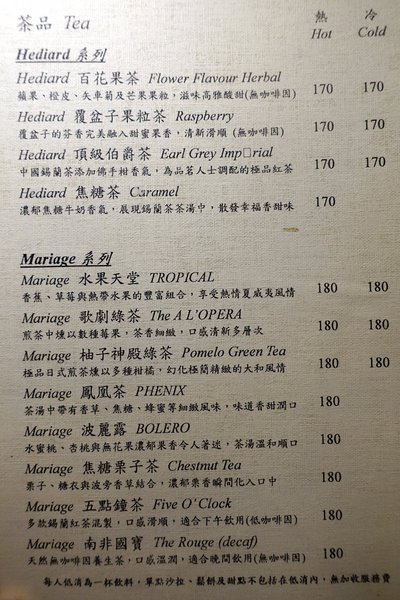 茶品 Tea
熱 冷
Hot Cold
Hediard 系列
Hediard 百花果茶 Flower Flavour Herbal
蘋果、橙皮、矢車菊及芒果果粒，滋味高雅酸甜(無咖啡因) 170 170
Hediard 覆盆子果粒茶 Raspberry
覆盆子的芬香完美融入甜蜜果香，清新滑順 (無咖啡因) 170 170
Hediard 頂級伯爵茶 Earl Grey Imp□rial
中國錫蘭茶添加佛手柑香氣，為品茗人士調配的極品紅茶 170 170
Hediard 焦糖茶 Caramel
濃郁焦糖牛奶香氣，展現錫蘭茶茶湯中，散發幸福香甜味 170
Mariage 系列
Mariage 水果天堂 TROPICAL
香蕉、草莓與熱帶水果的豐富組合，享受熱情夏威夷風情 180 180
Mariage 歌劇綠茶 The A L'OPERA
煎茶中燻以數種莓果，茶香細緻，口感清新多層次 180 180
Mariage 柚子神殿綠茶 Pomelo Green Tea
極品日式煎茶燻以多種柑橘，幻化極簡精緻的大和風情 180 180
Mariage 鳳凰茶 PHENIX
茶湯中帶有香草、焦糖、蜂蜜等細緻風味，味道香甜潤口 180
Mariage 波麗露 BOLERO
水蜜桃、杏桃與無花果濃郁果香令人著迷，茶湯溫和順口 180
Mariage 焦糖栗子茶 Chestnut Tea
栗子、糖衣與波旁香草結合，濃郁栗香瞬間化入口中 180
Mariage 五點鐘茶 Five O'Clock
多款錫蘭紅茶混製，口感滑順，適合下午飲用(低咖啡因) 180
Mariage 南非國寶 The Rouge (decaf)
天然無咖啡因養生茶，口感溫潤，適合晚間飲用(無咖啡因) 180
每人低消為一杯飲料，單點沙拉、鬆餅及甜點不包括在低消內，無加收服務費